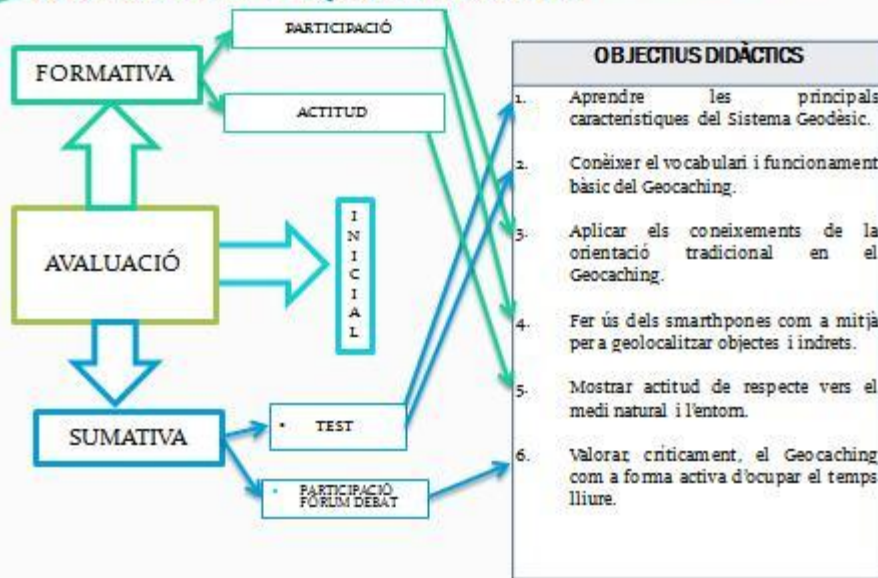 PARTICIPACIÓ
FORMATIVA
ACTITUD
AVALUACIÓ
INICIAL
SUMATIVA
• TEST
• PARTICIPACIÓ
FÒRUM DEBAT
OBJECTIUS DIDÀCTICS
1. Aprendre les principals
característiques del Sistema Geodèsic.
2. Conèixer el vocabulari i funcionament
bàsic del Geocaching.
3. Aplicar els coneixements de la
orientació tradicional en el
Geocaching.
4. Fer ús dels smarthpones com a mitjà
per a geolocalitzar objectes i indrets.
5. Mostrar actitud de respecte vers el
medi natural i l'entorn.
6. Valorar, críticament, el Geocaching
com a forma activa d'ocupar el temps
lliure.